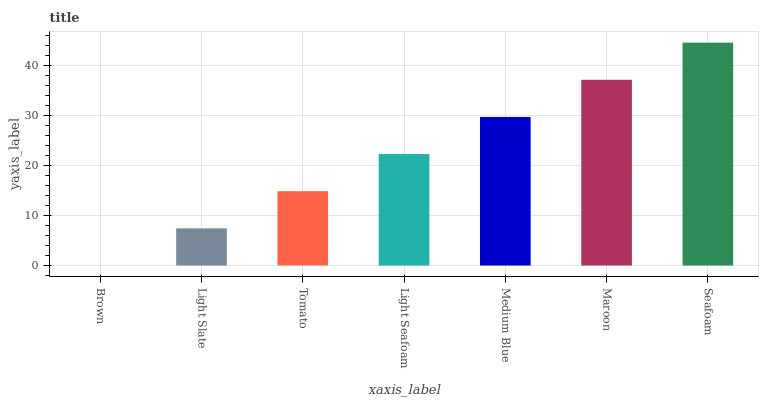 title
yaxis_label
40
30
20
10
0
Brown
Light Slate
Tomato
Light Seafoam
Medium Blue
Maroon
Seafoam
xaxis_label